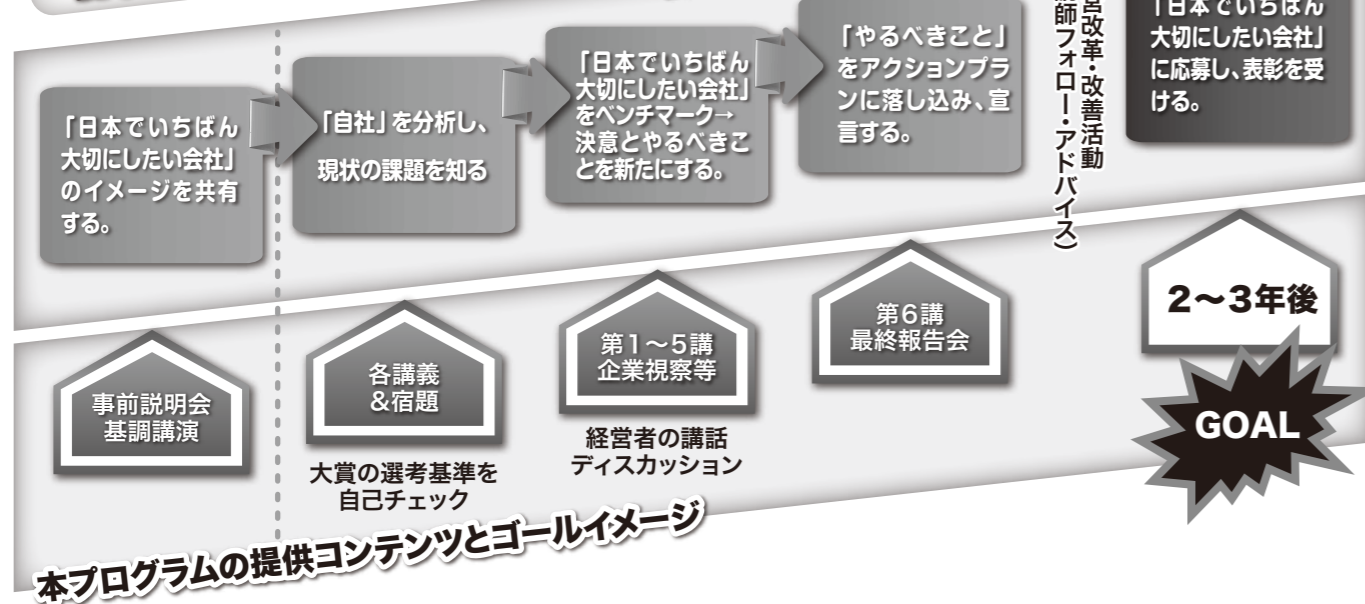 「日本でいちばん
大切にしたい会社」
のイメージを共有
する。
「自社」を分析し、
現状の課題を知る
「日本でいちばん
大切にしたい会社」
をベンチマーク→
決意とやるべきこ
とを新たにする。
「やるべきこと」
をアクションプラ
ンに落し込み、宣
言する。
営改革・改善活動
師フォロー・アドバイス）
「日本でいちばん
大切にしたい会社」
に応募し、表彰を受
ける。
事前説明会
基調講演
各講義
&宿題
大賞の選考基準を
自己チェック
第1〜5講
企業視察等
経営者の講話
ディスカッション
第6講
最終報告会
2〜3年後
GOAL
本プログラムの提供コンテンツとゴールイメージ